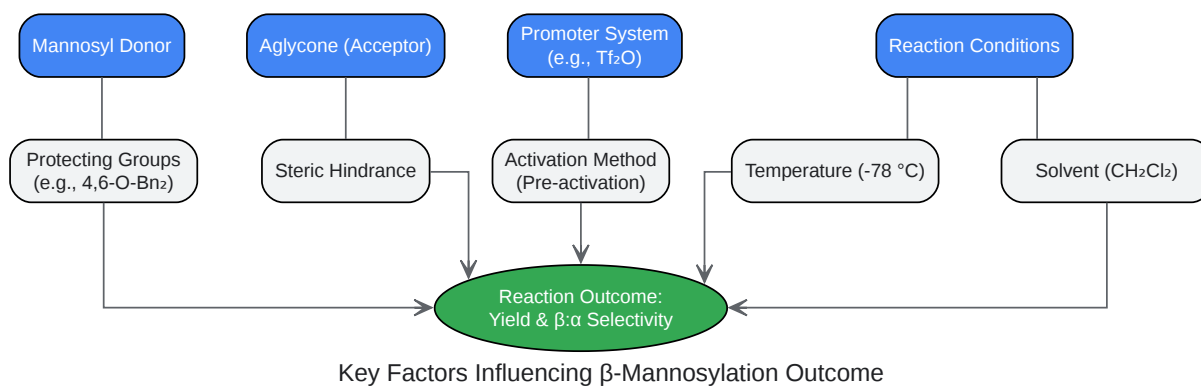 Mannosyl Donor
Aglycone (Acceptor)
Promoter System
(e.g., Tf₂O)
Reaction Conditions
Protecting Groups
(e.g., 4,6-O-Bn₂)
Steric Hindrance
Activation Method
(Pre-activation)
Temperature (-78 °C)
Solvent (CH₂Cl₂)
Reaction Outcome:
Yield & β:α Selectivity
Key Factors Influencing β-Mannosylation Outcome